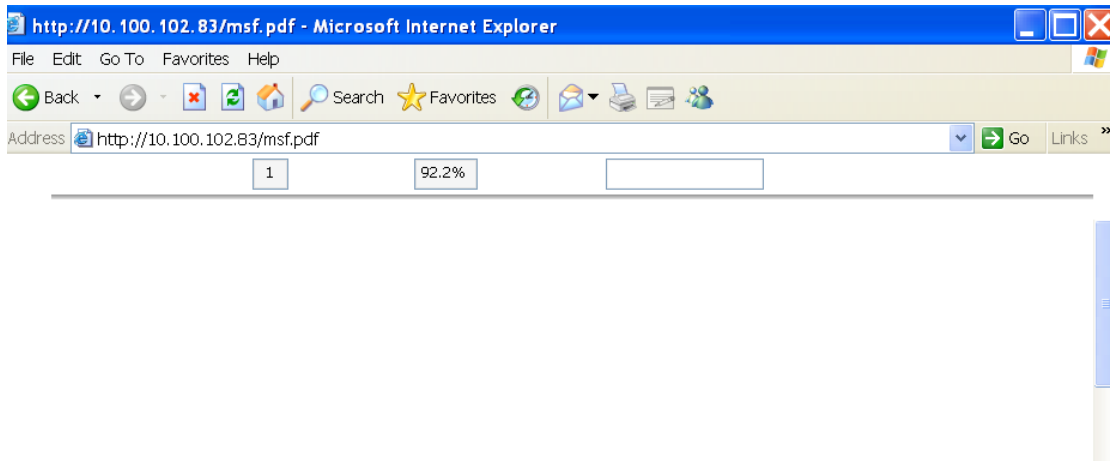 http://10.100.102.83/msf.pdf - Microsoft Internet Explorer
File Edit Go To Favorites Help
Back Search Favorites
Address http://10.100.102.83/msf.pdf Go Links »
1 92.2%